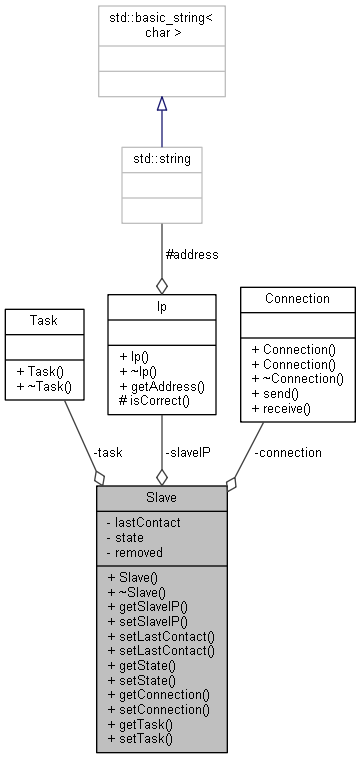 std::basic_string<
char >
std::string
#address
Ip
+ Ip()
+ ~Ip()
+ getAddress()
# isCorrect()
Connection
+ Connection()
+ Connection()
+ ~Connection()
+ send()
+ receive()
Task
+ Task()
+ ~Task()
-task
-slaveIP
-connection
Slave
- lastContact
- state
- removed
+ Slave()
+ ~Slave()
+ getSlaveIP()
+ setSlaveIP()
+ setLastContact()
+ setLastContact()
+ getState()
+ setState()
+ getConnection()
+ setConnection()
+ getTask()
+ setTask()